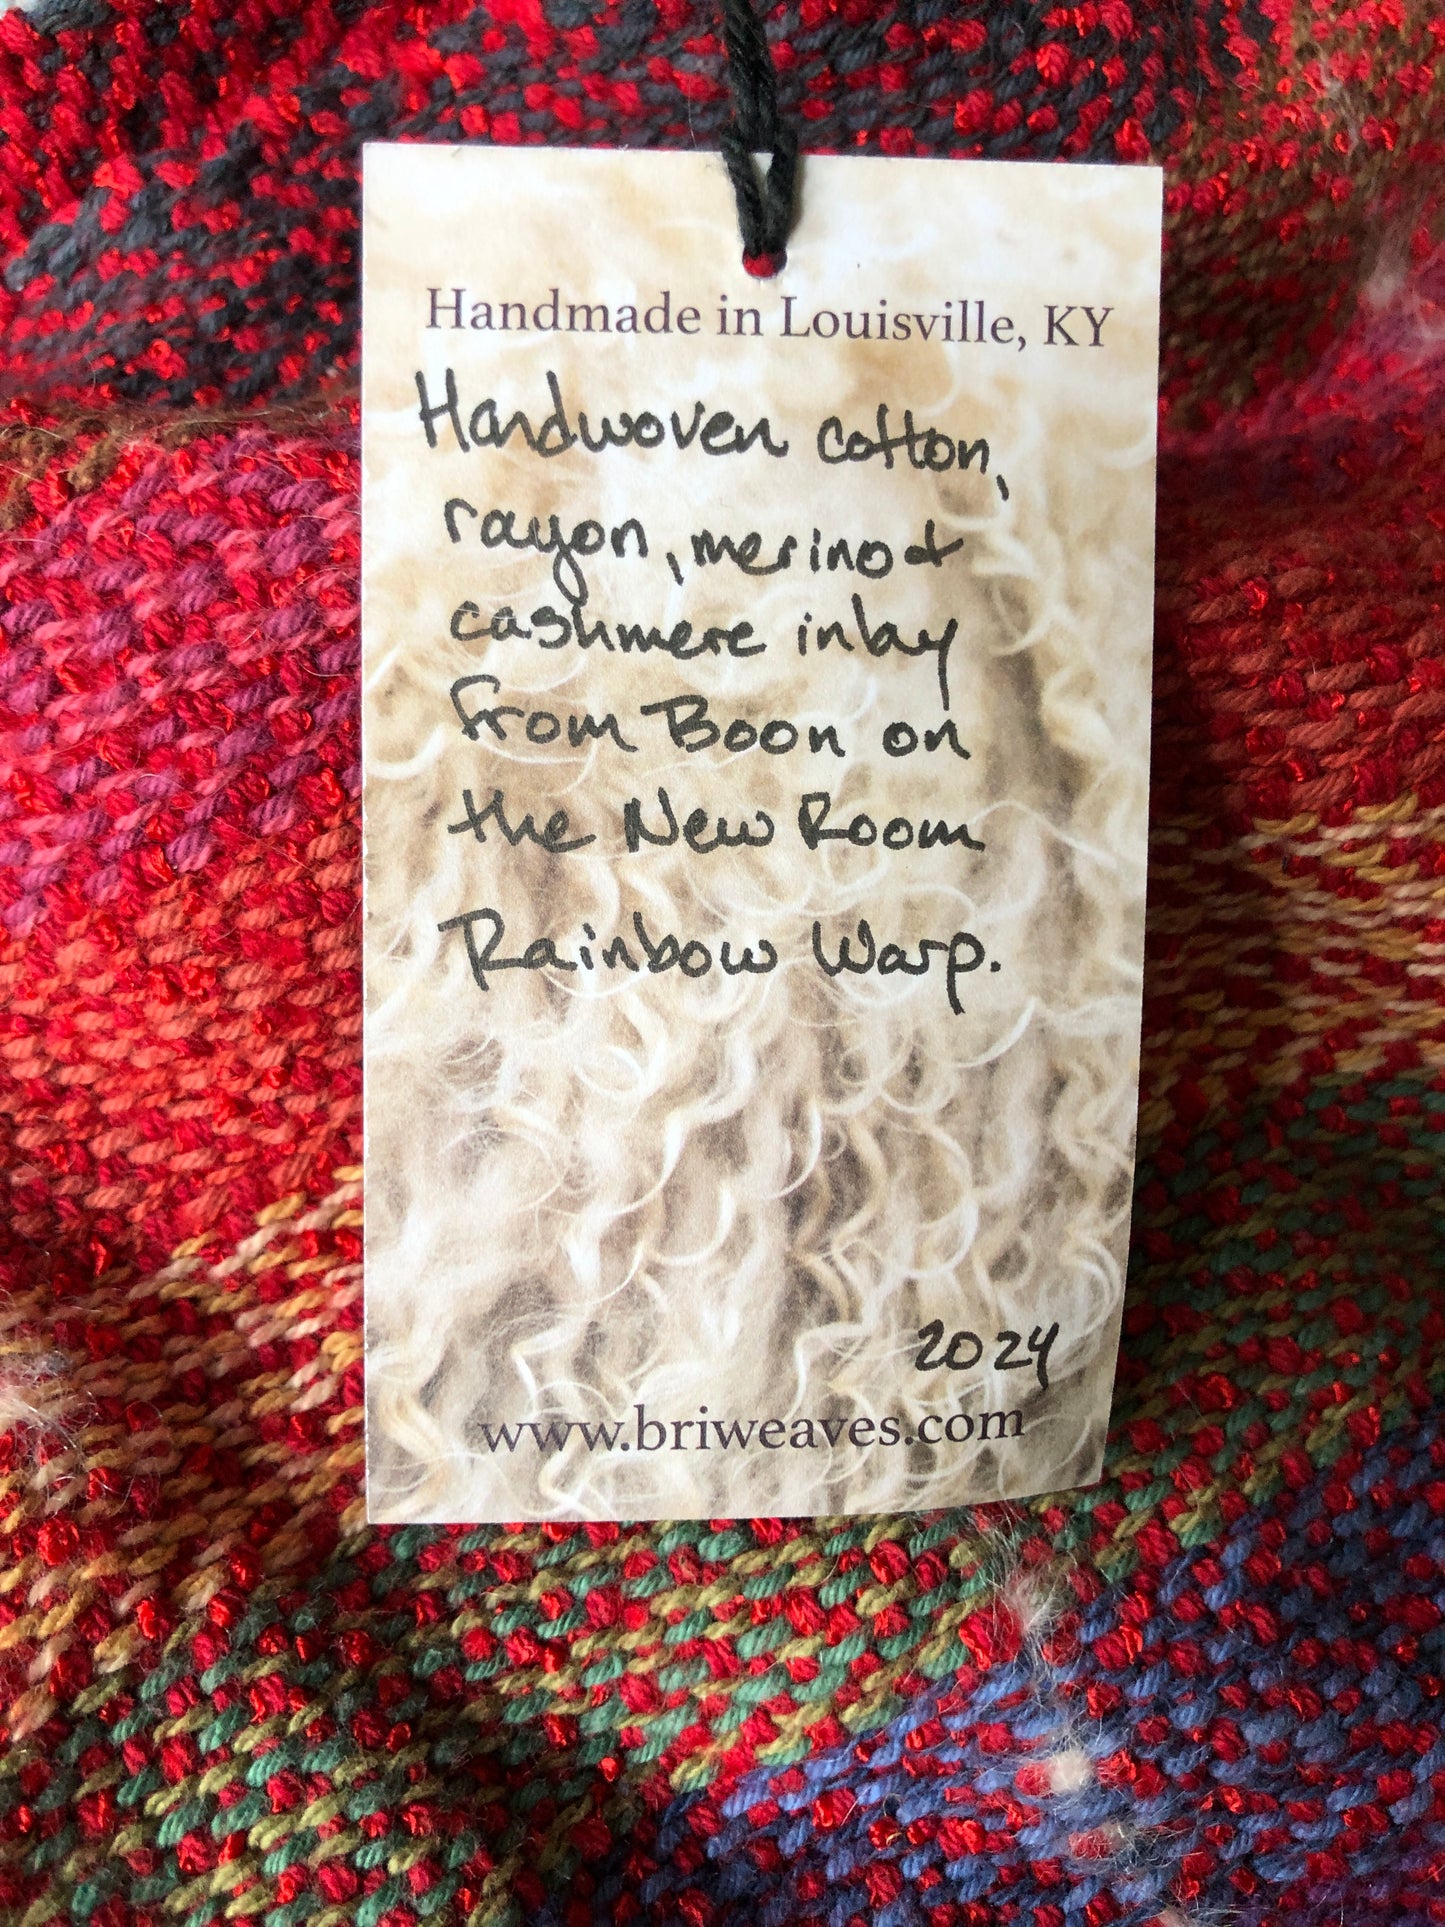 Handmade in Louisville, KY
Handwoven cotton,
rayon, merino &
cashmere inlay
from Boon on
the New Room
Rainbow Warp.
2024
www.briweaves.com